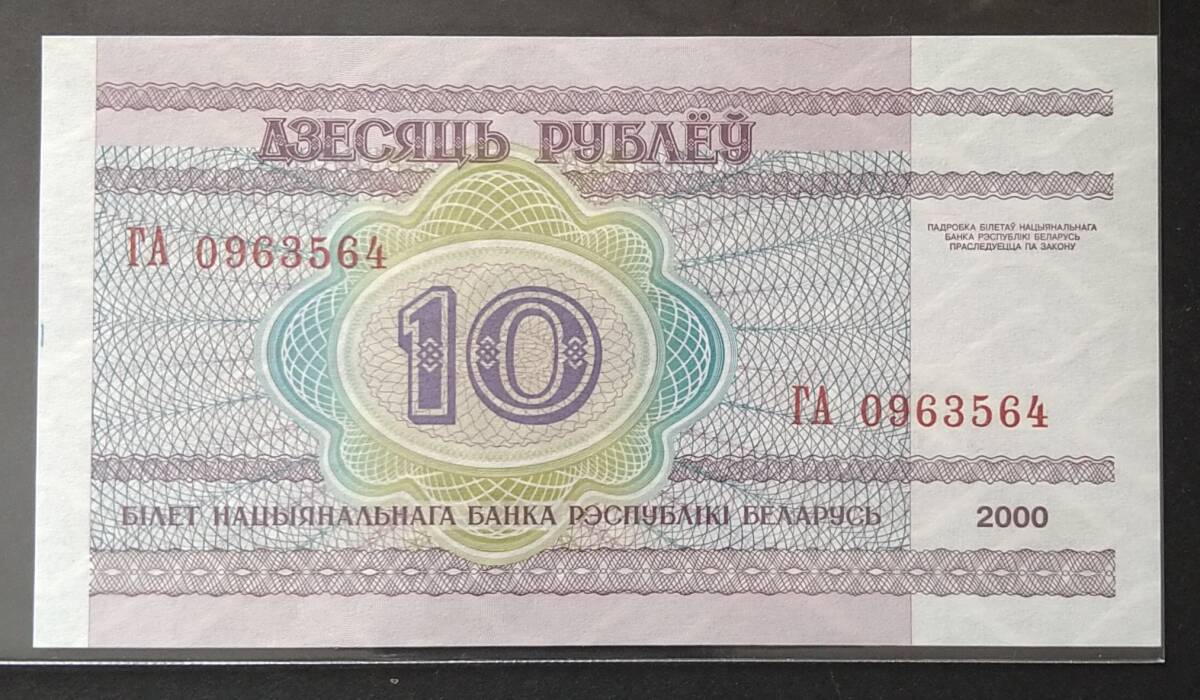 ДЗЕСЯЦЬ РУБЛЁЎ
ПАДРОБКА БІЛЕТАЎ НАЦЫЯНАЛЬНАГА
БАНКА РЭСПУБЛІКІ БЕЛАРУСЬ
ПРАСЛЕДУЕЦЦА ПА ЗАКОНУ
ГА 0963564
10
ГА 0963564
БІЛЕТ НАЦЫЯНАЛЬНАГА БАНКА РЭСПУБЛІКІ БЕЛАРУСЬ
2000